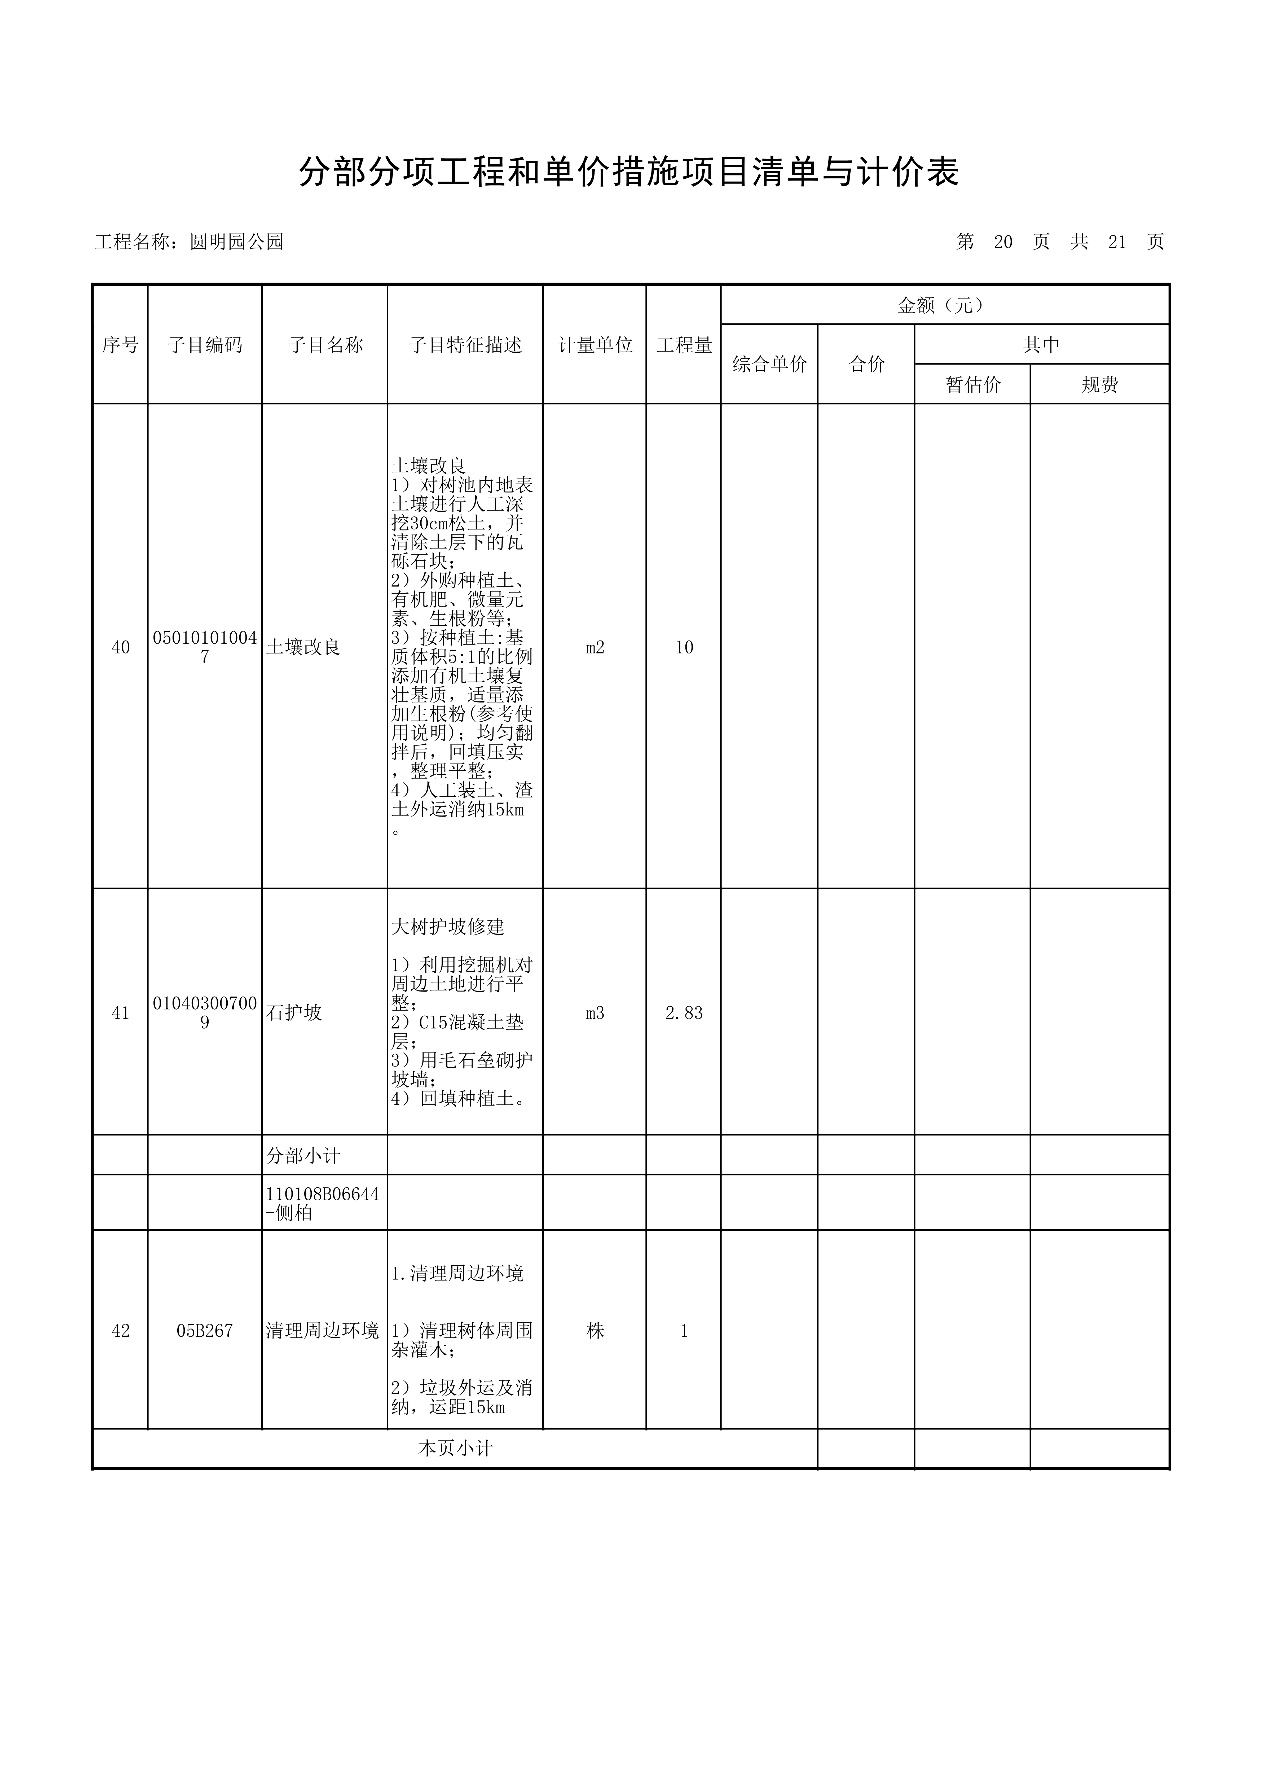 分部分项工程和单价措施项目清单与计价表
工程名称：圆明园公园
第 20 页 共 21 页
序号
子目编码
子目名称
子目特征描述
计量单位
工程量
金额（元）
综合单价
合价
其中
暂估价
规费
40
05010101004
7
土壤改良
土壤改良
1）对树池内地表
土壤进行人工深
挖30cm松土，并
清除土层下的瓦
砾石块；
2）外购种植土、
有机肥、微量元
素、生根粉等；
3）按种植土:基
质体积5:1的比例
添加有机土壤复
壮基质，适量添
加生根粉(参考使
用说明)；均匀翻
拌后，回填压实
，整理平整；
4）人工装土、渣
土外运消纳15km
。
m2
10
41
01040300700
9
石护坡
大树护坡修建
1）利用挖掘机对
周边土地进行平
整；
2）C15混凝土垫
层；
3）用毛石垒砌护
坡墙；
4）回填种植土。
m3
2.83
分部小计
110108B06644
-侧柏
42
05B267
清理周边环境
1.清理周边环境
1）清理树体周围
杂灌木；
2）垃圾外运及消
纳，运距15km
株
1
本页小计